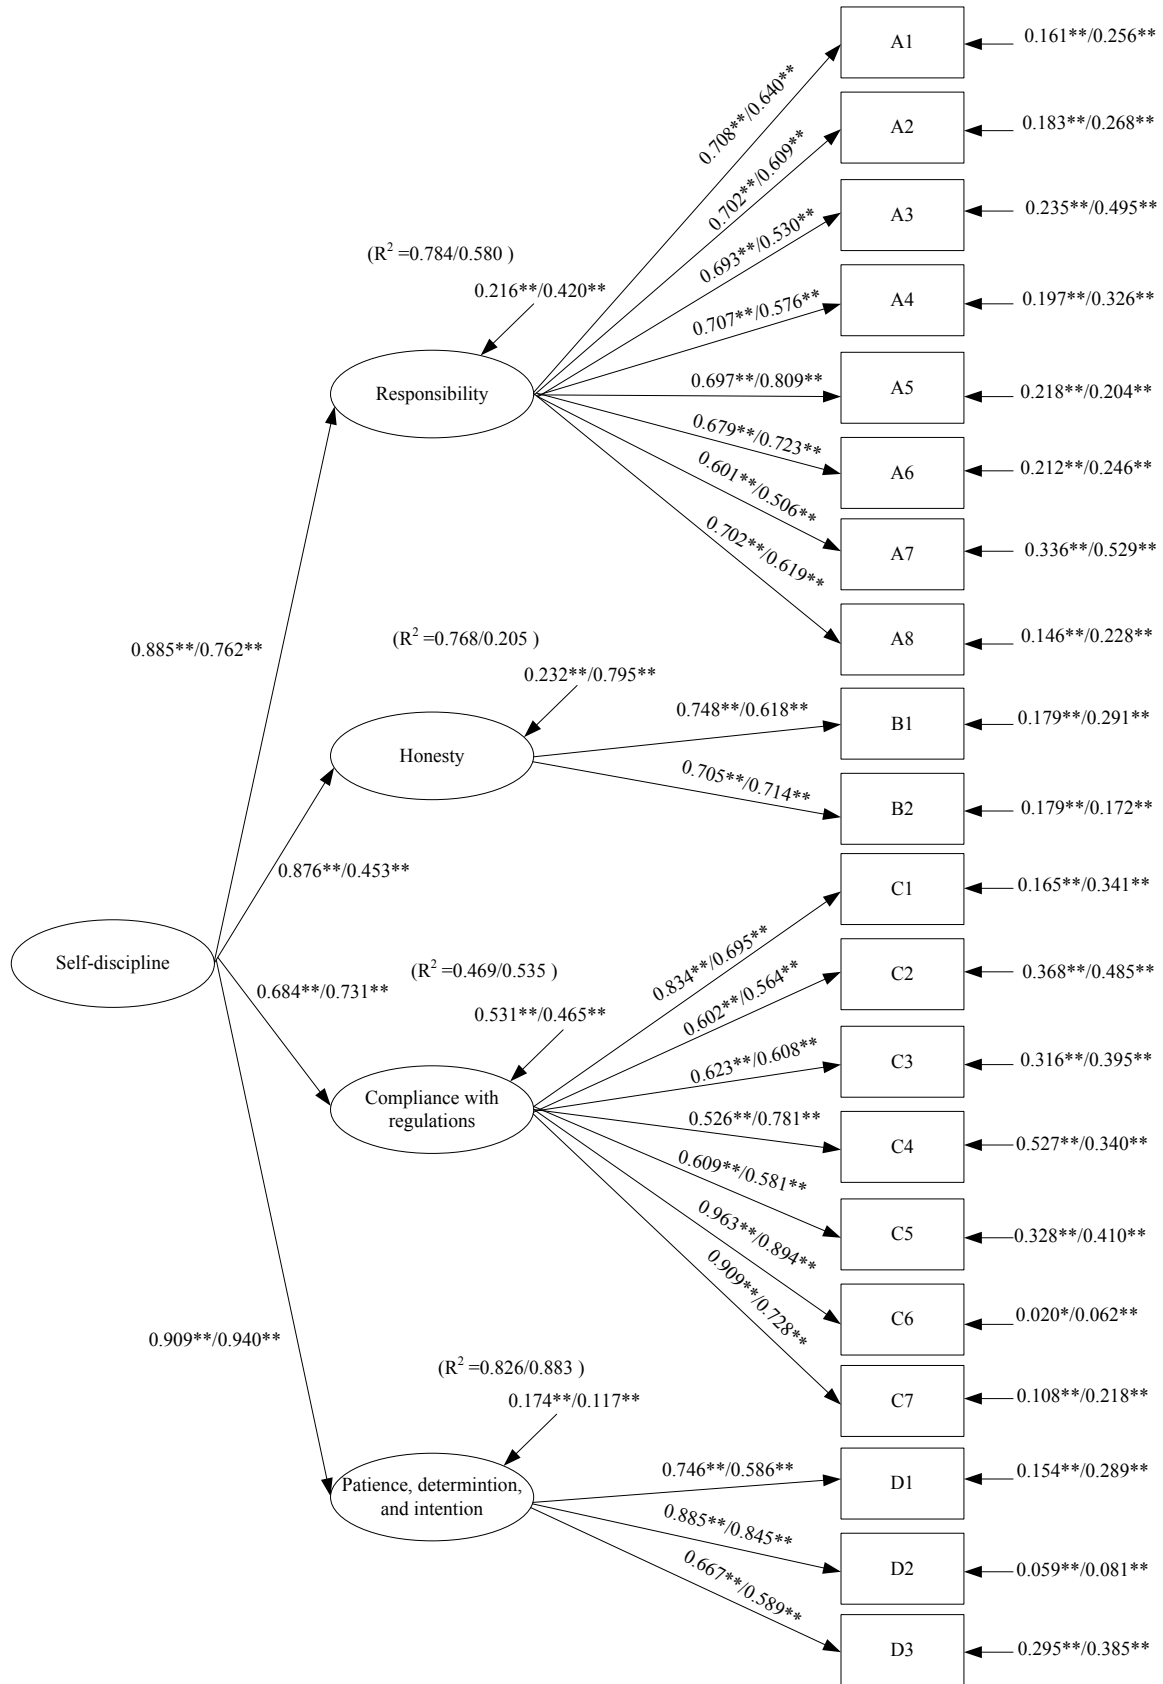 A1
0.161**/0.256**
0.708**/0.640**
A2
0.183**/0.268**
0.702**/0.609**
A3
0.235**/0.495**
0.693**/0.530**
(R² =0.784/0.580 )
0.216**/0.420**
A4
0.197**/0.326**
0.707**/0.576**
Responsibility
0.697**/0.809**
A5
0.218**/0.204**
0.679**/0.723**
A6
0.212**/0.246**
0.601**/0.506**
A7
0.336**/0.529**
0.702**/0.619**
A8
0.146**/0.228**
0.885**/0.762**
(R² =0.768/0.205 )
0.232**/0.795**
0.748**/0.618**
B1
0.179**/0.291**
Honesty
0.705**/0.714**
B2
0.179**/0.172**
0.876**/0.453**
C1
0.165**/0.341**
0.834**/0.695**
Self-discipline
(R² =0.469/0.535 )
0.684**/0.731**
0.531**/0.465**
C2
0.368**/0.485**
0.602**/0.564**
C3
0.316**/0.395**
0.623**/0.608**
Compliance with
regulations
0.526**/0.781**
C4
0.527**/0.340**
0.609**/0.581**
C5
0.328**/0.410**
0.963**/0.894**
C6
0.020*/0.062**
0.909**/0.728**
C7
0.108**/0.218**
0.909**/0.940**
(R² =0.826/0.883 )
0.174**/0.117**
0.746**/0.586**
D1
0.154**/0.289**
Patience, determintion,
and intention
0.885**/0.845**
D2
0.059**/0.081**
0.667**/0.589**
D3
0.295**/0.385**